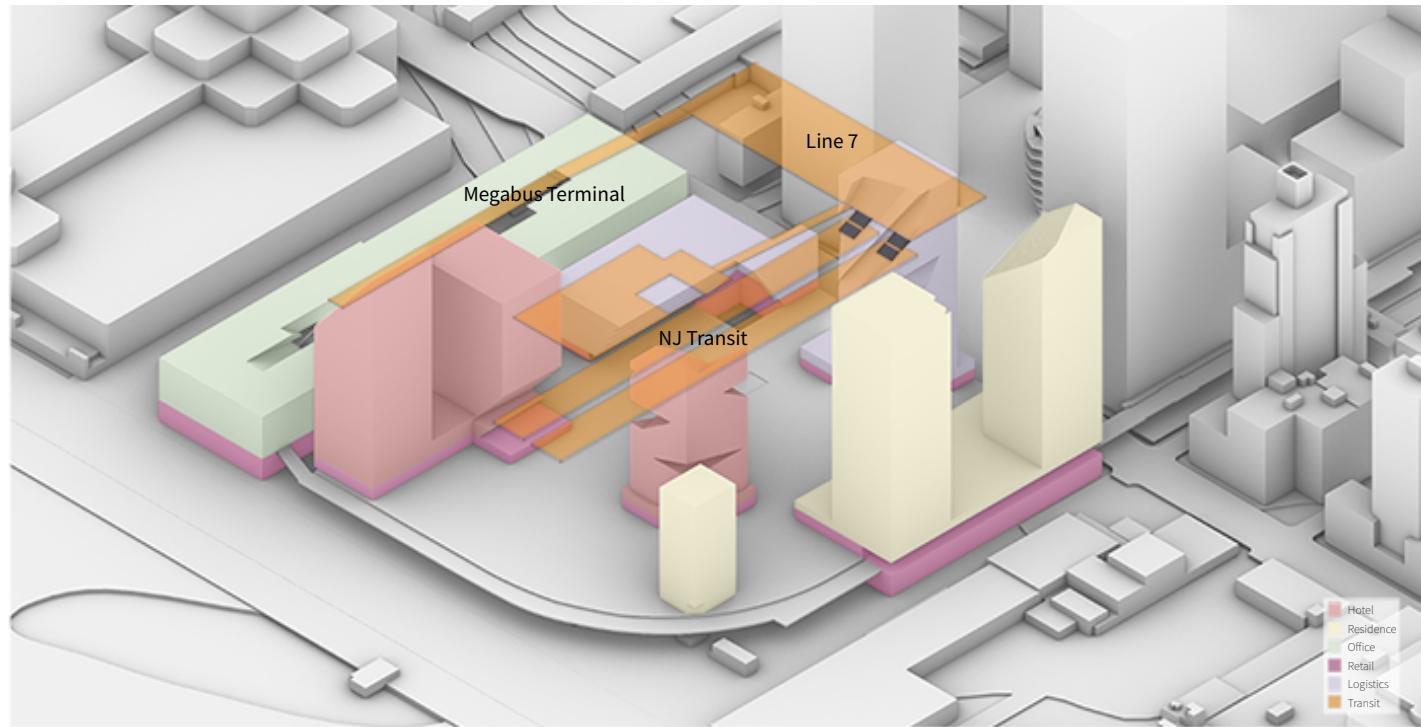 Line 7
Megabus Terminal
NJ Transit
Hotel
Residence
Office
Retail
Logistics
Transit